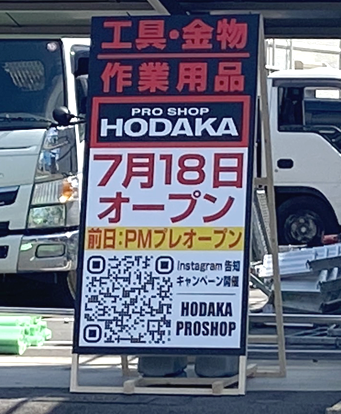 工具・金物
作業用品
PRO SHOP
HODAKA
7月18日
オープン
前日:PMプレオープン
instagram 告知
キャンペーン開催
HODAKA
PROSHOP